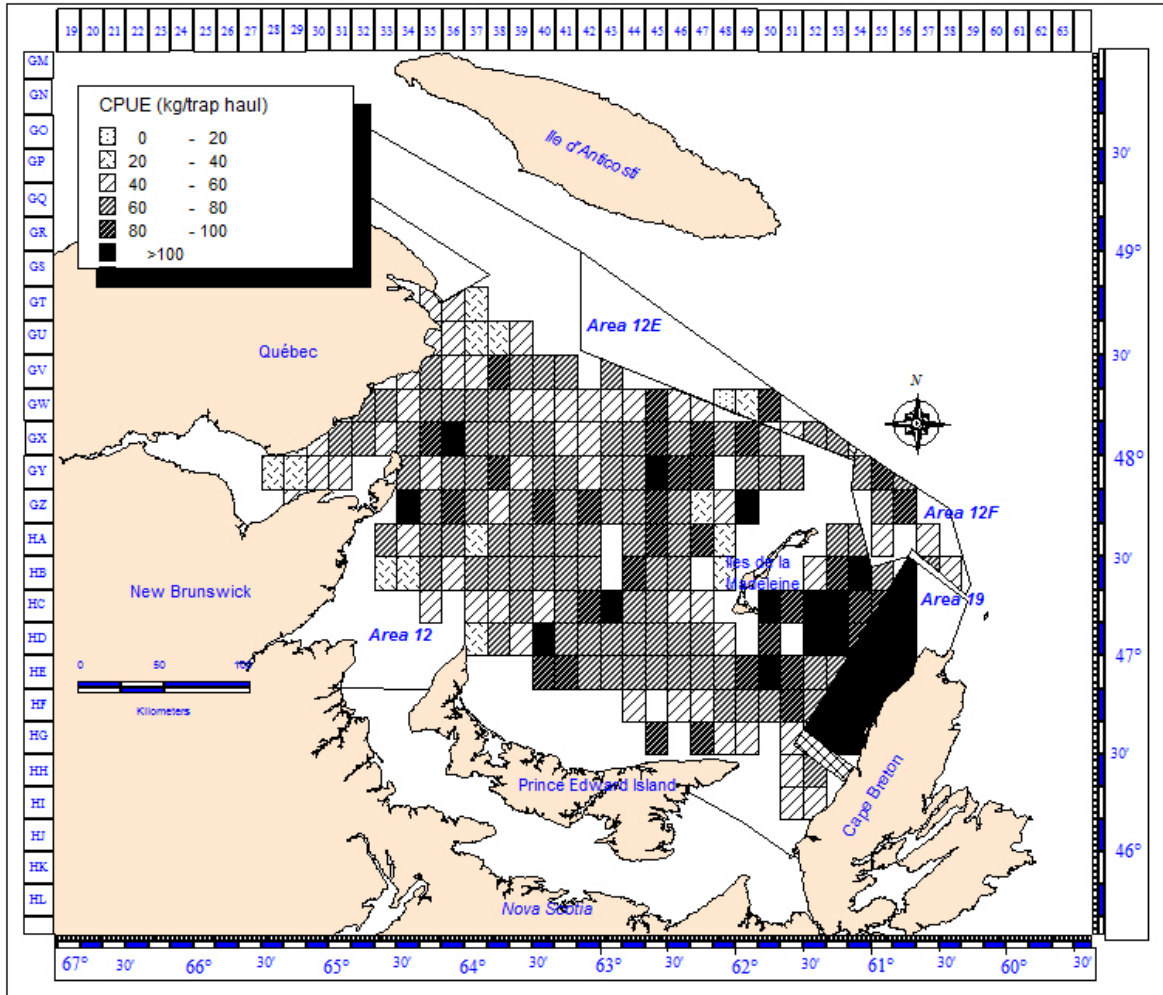 19 20 21 22 23 24 25 26 27 28 29 30 31 32 33 34 35 36 37 38 39 40 41 42 43 44 45 46 47 48 49 50 51 52 53 54 55 56 57 58 59 60 61 62 63
GM
GN
GO
GP
GQ
GR
GS
GT
GU
GV
GW
GX
GY
GZ
HA
HB
HC
HD
HE
HF
HG
HH
HI
HJ
HK
HL
CPUE (kg/trap haul)
0 - 20
20 - 40
40 - 60
60 - 80
80 - 100
>100
Ile d'Anticosti
Area 12E
Québec
N
Area 12F
Iles de la
Madeleine
New Brunswick
Area 19
Area 12
0 50 100
Kilometers
Prince Edward Island
Cape Breton
Nova Scotia
30'
49°
30'
48°
30'
47°
30'
46°
67° 30' 66° 30' 65° 30' 64° 30' 63° 30' 62° 30' 61° 30' 60° 30'